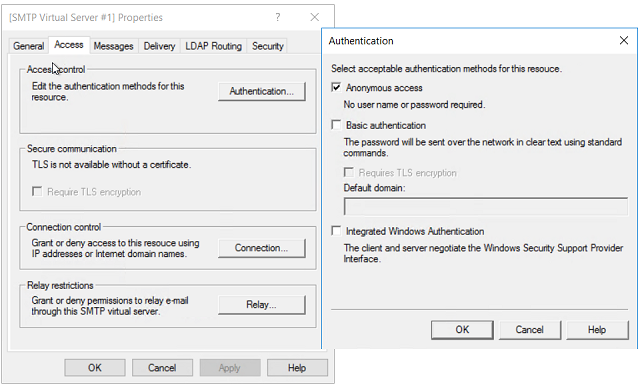 [SMTP Virtual Server #1] Properties
?
General Access Messages Delivery LDAP Routing Security
Access control
Edit the authentication methods for this
resource.
Authentication...
Secure communication
TLS is not available without a certificate.
Require TLS encryption
Connection control
Grant or deny access to this resouce using
IP addresses or Internet domain names.
Connection...
Relay restrictions
Grant or deny permissions to relay e-mail
through this SMTP virtual server.
Relay...
OK Cancel Apply Help
Authentication
Select acceptable authentication methods for this resouce.
Anonymous access
No user name or password required.
Basic authentication
The password will be sent over the network in clear text using standard
commands.
Requires TLS encryption
Default domain:
Integrated Windows Authentication
The client and server negotiate the Windows Security Support Provider
Interface.
OK Cancel Help